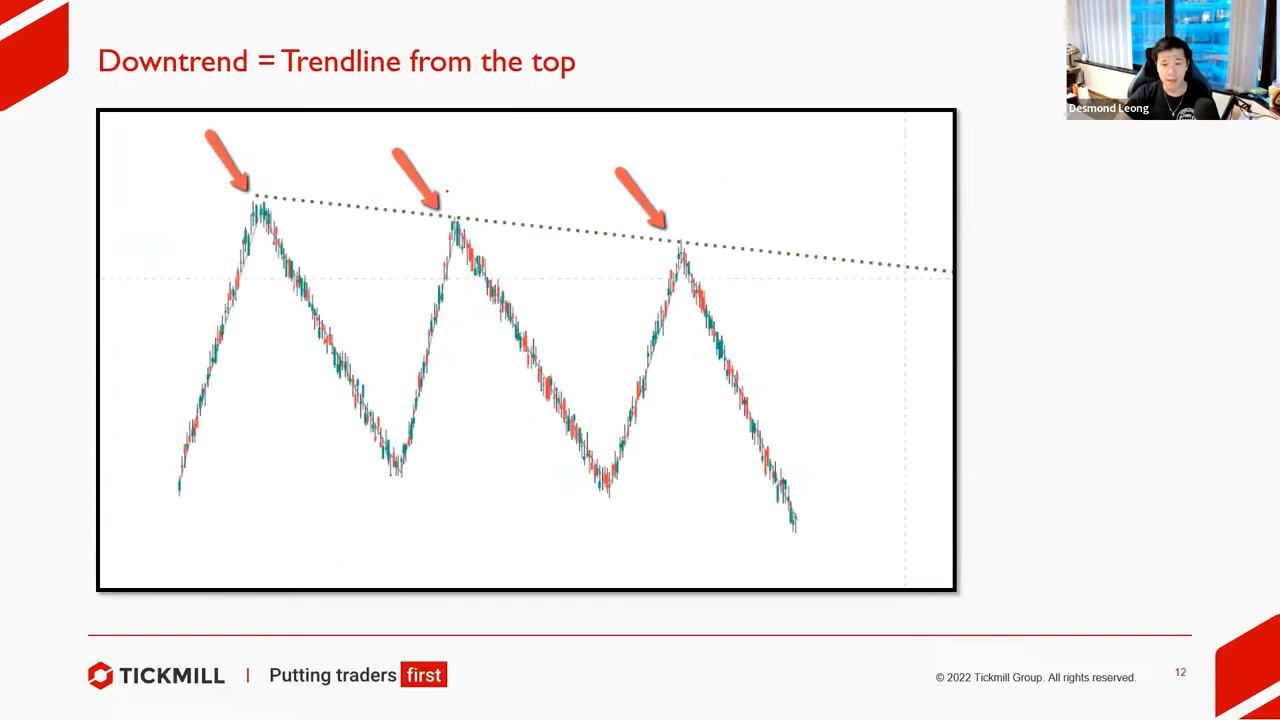 Downtrend = Trendline from the top
Desmond Leong
TICKMILL | Putting traders first
© 2022 Tickmill Group. All rights reserved.
12